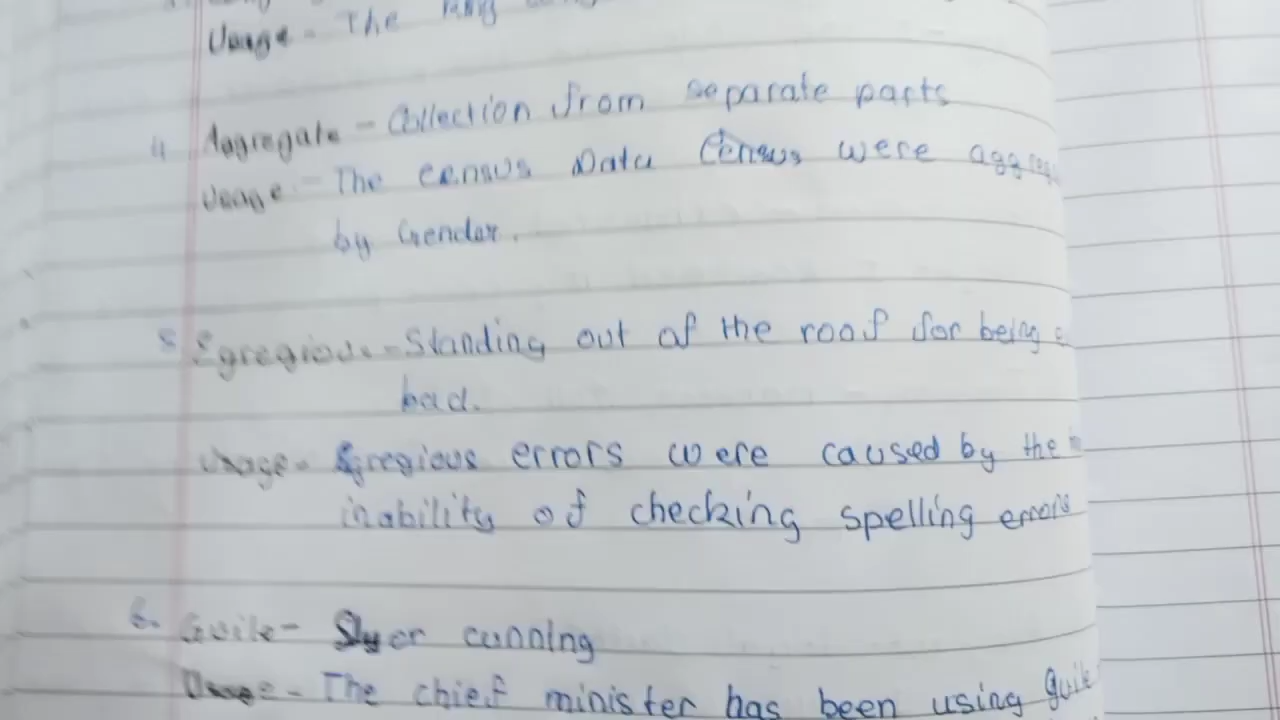 Usage - The King
4 Aggregate - Collection from separate parts
Usage - The census Data Census were
by Gender.
5 Egregious - Standing out of the roof for being
bad.
Usage - Egregious errors were caused by the
inability of checking spelling errors
6. Guile - Sly or cunning
Usage - The chief minister has been using guile